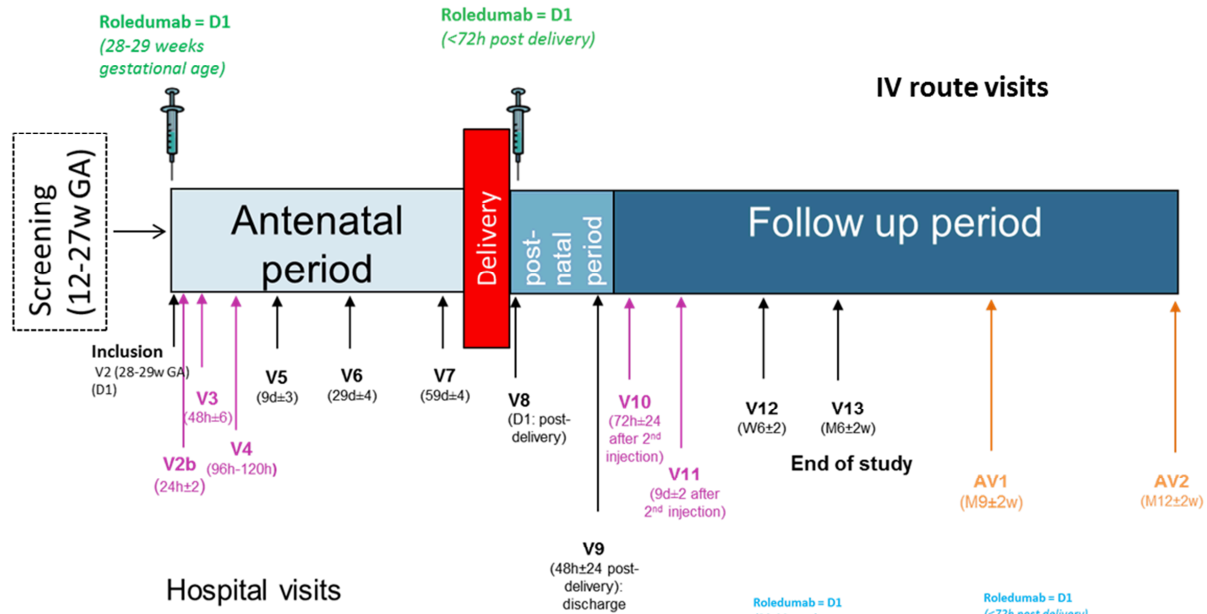 Roledumab = D1
(28-29 weeks
gestational age)
Roledumab = D1
(<72h post delivery)
IV route visits
Screening
(12-27w GA)
Antenatal
period
Delivery
post-
natal
period
Follow up period
Inclusion
V2 (28-29w GA)
(D1)
V2b
(24h±2)
V3
(48h±6)
V4
(96h-120h)
V5
(9d±3)
V6
(29d±4)
V7
(59d±4)
V8
(D1: post-
delivery)
V9
(48h±24 post-
delivery):
discharge
V10
(72h±24
after 2nd
injection)
V11
(9d±2 after
2nd injection)
V12
(W6±2)
V13
(M6±2w)
End of study
AV1
(M9±2w)
AV2
(M12±2w)
Hospital visits
Roledumab = D1
Roledumab = D1
(<72h post delivery)